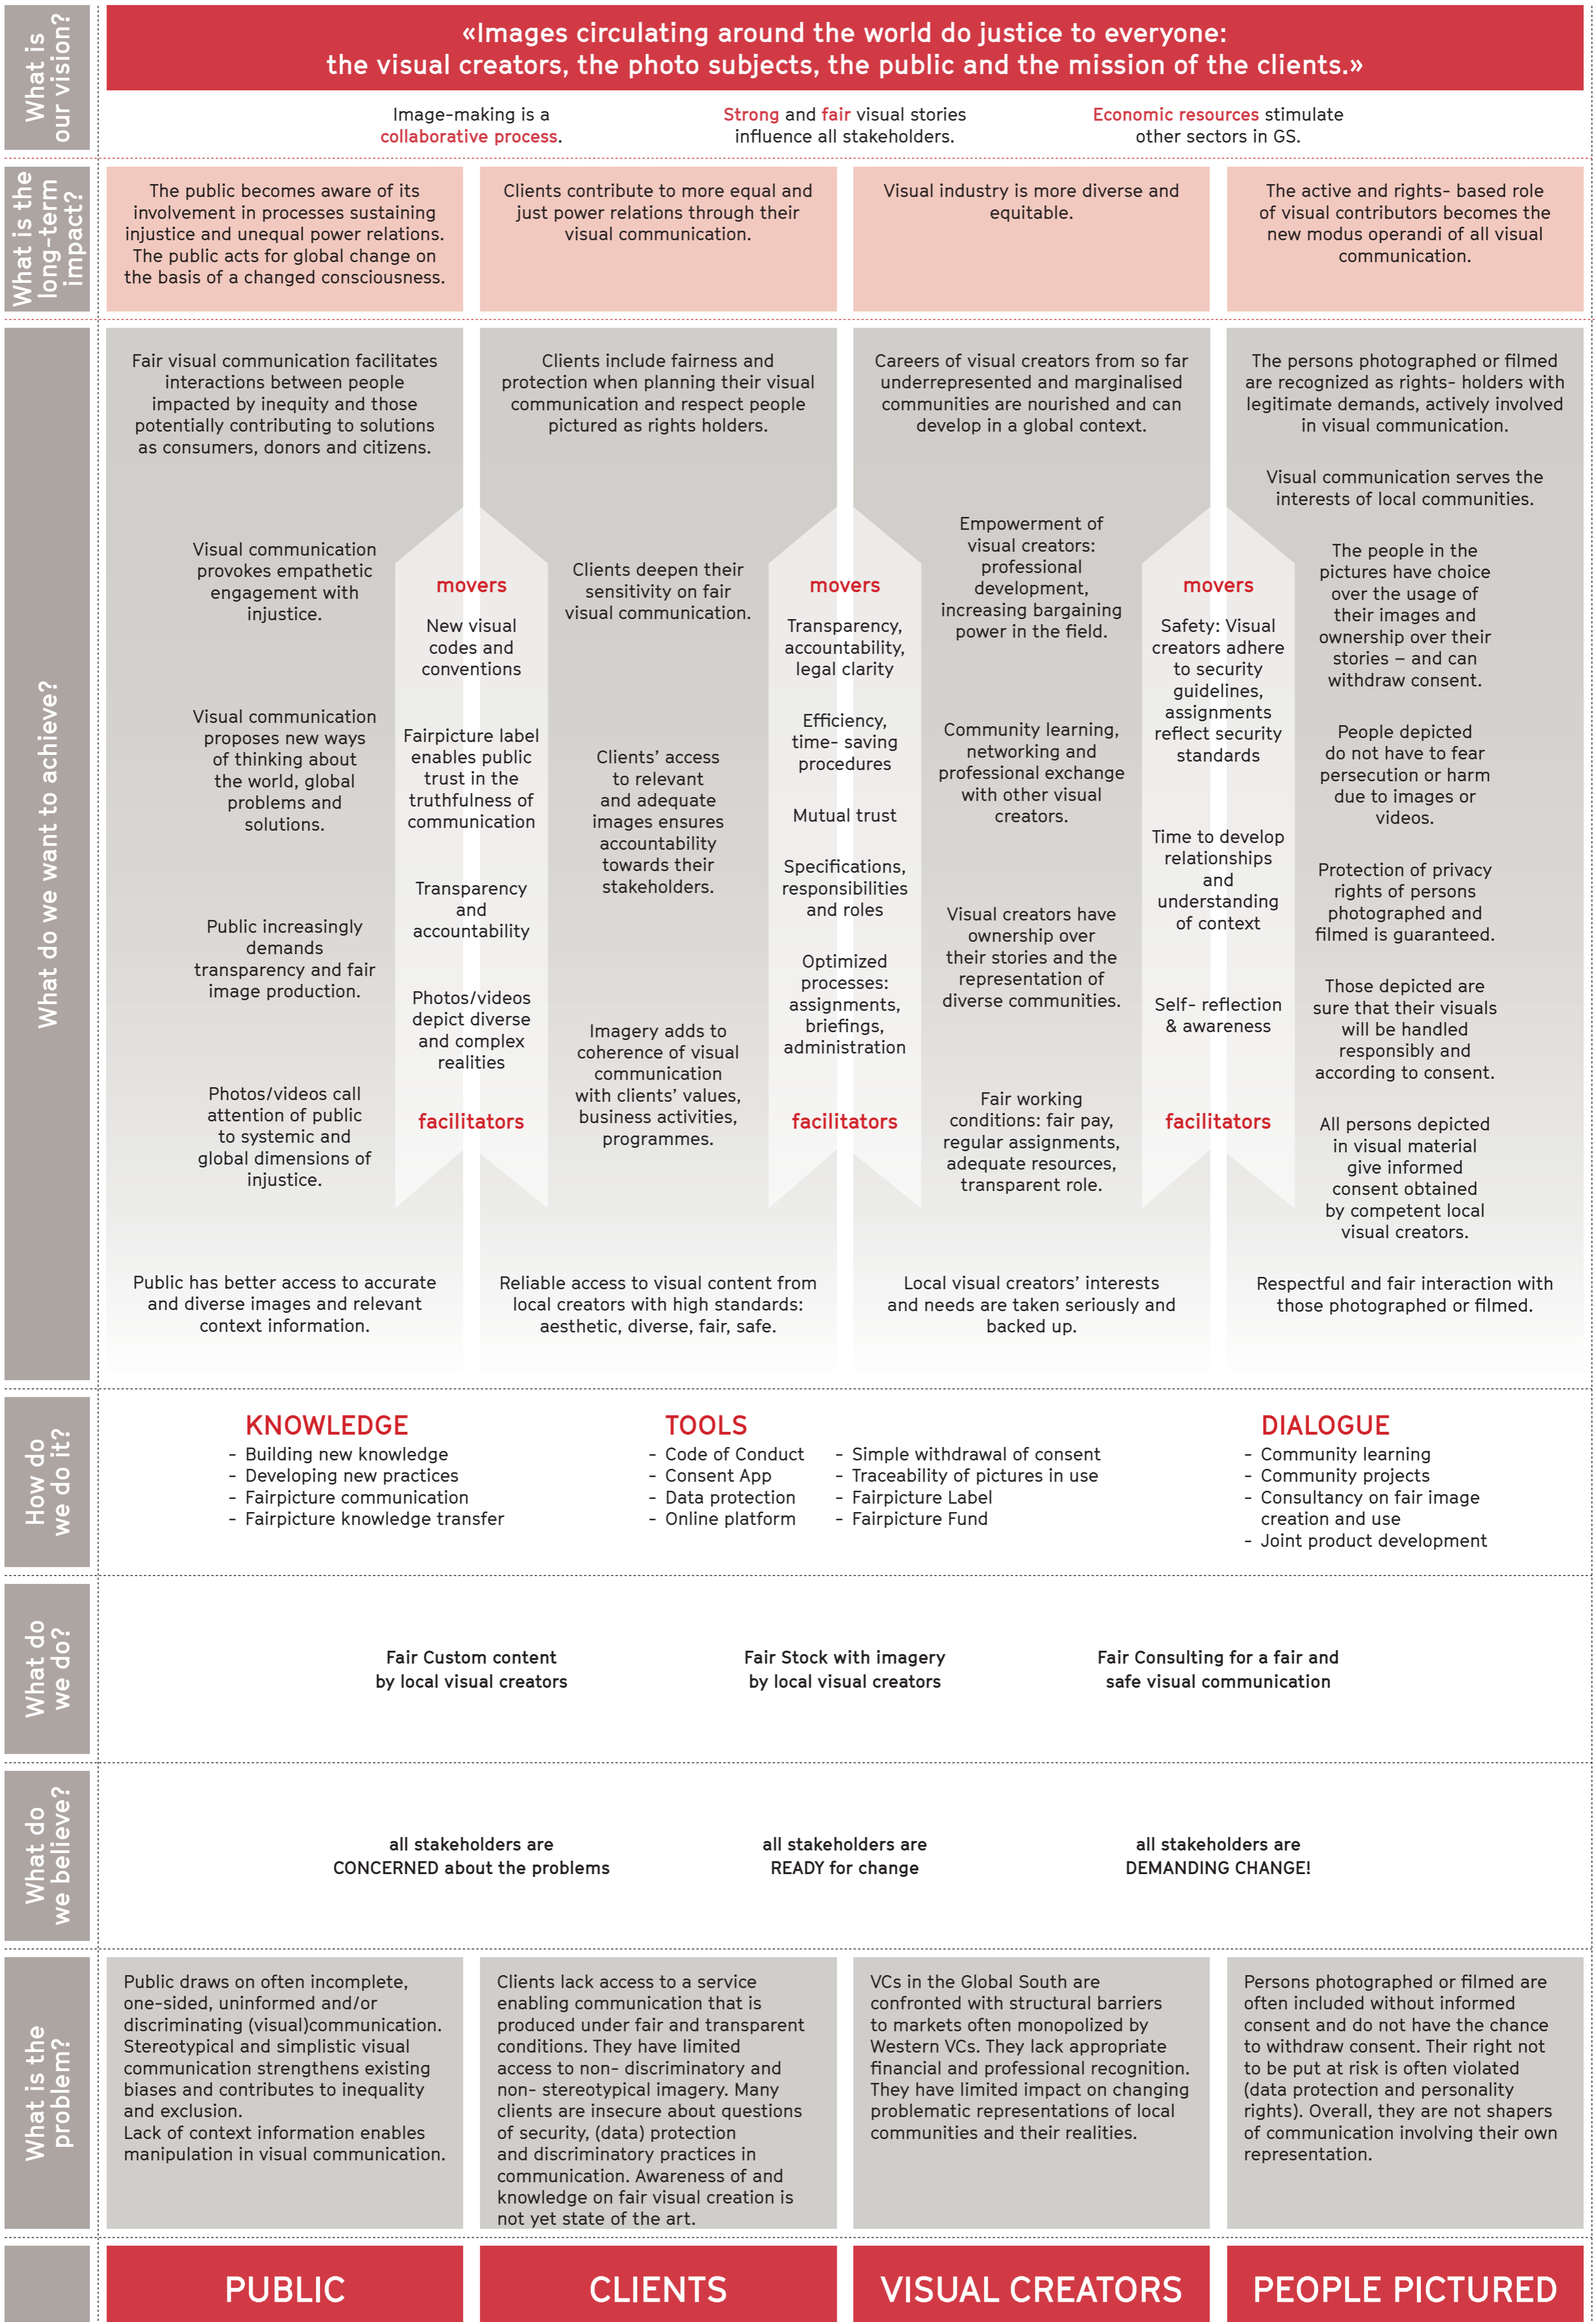 What is
our vision?
«Images circulating around the world do justice to everyone:
the visual creators, the photo subjects, the public and the mission of the clients.»
Image-making is a
collaborative process.
Strong and fair visual stories
influence all stakeholders.
Economic resources stimulate
other sectors in GS.
What is the
long-term
impact?
The public becomes aware of its
involvement in processes sustaining
injustice and unequal power relations.
The public acts for global change on
the basis of a changed consciousness.
Clients contribute to more equal and
just power relations through their
visual communication.
Visual industry is more diverse and
equitable.
The active and rights- based role
of visual contributors becomes the
new modus operandi of all visual
communication.
What do we want to achieve?
Fair visual communication facilitates
interactions between people
impacted by inequity and those
potentially contributing to solutions
as consumers, donors and citizens.
Visual communication
provokes empathetic
engagement with
injustice.
Visual communication
proposes new ways
of thinking about
the world, global
problems and
solutions.
Public increasingly
demands
transparency and fair
image production.
Photos/videos call
attention of public
to systemic and
global dimensions of
injustice.
Public has better access to accurate
and diverse images and relevant
context information.
movers
New visual
codes and
conventions
Fairpicture label
enables public
trust in the
truthfulness of
communication
Transparency
and
accountability
Photos/videos
depict diverse
and complex
realities
facilitators
Clients include fairness and
protection when planning their visual
communication and respect people
pictured as rights holders.
Clients deepen their
sensitivity on fair
visual communication.
Clients’ access
to relevant
and adequate
images ensures
accountability
towards their
stakeholders.
Imagery adds to
coherence of visual
communication
with clients’ values,
business activities,
programmes.
Reliable access to visual content from
local creators with high standards:
aesthetic, diverse, fair, safe.
movers
Transparency,
accountability,
legal clarity
Efficiency,
time- saving
procedures
Mutual trust
Specifications,
responsibilities
and roles
Optimized
processes:
assignments,
briefings,
administration
facilitators
Careers of visual creators from so far
underrepresented and marginalised
communities are nourished and can
develop in a global context.
Empowerment of
visual creators:
professional
development,
increasing bargaining
power in the field.
Community learning,
networking and
professional exchange
with other visual
creators.
Visual creators have
ownership over
their stories and the
representation of
diverse communities.
Fair working
conditions: fair pay,
regular assignments,
adequate resources,
transparent role.
Local visual creators’ interests
and needs are taken seriously and
backed up.
movers
Safety: Visual
creators adhere
to security
guidelines,
assignments
reflect security
standards
Time to develop
relationships
and
understanding
of context
Self- reflection
& awareness
facilitators
The persons photographed or filmed
are recognized as rights- holders with
legitimate demands, actively involved
in visual communication.
Visual communication serves the
interests of local communities.
The people in the
pictures have choice
over the usage of
their images and
ownership over their
stories – and can
withdraw consent.
People depicted
do not have to fear
persecution or harm
due to images or
videos.
Protection of privacy
rights of persons
photographed and
filmed is guaranteed.
Those depicted are
sure that their visuals
will be handled
responsibly and
according to consent.
All persons depicted
in visual material
give informed
consent obtained
by competent local
visual creators.
Respectful and fair interaction with
those photographed or filmed.
How do
we do it?
KNOWLEDGE
- Building new knowledge
- Developing new practices
- Fairpicture communication
- Fairpicture knowledge transfer
TOOLS
- Code of Conduct
- Consent App
- Data protection
- Online platform
- Simple withdrawal of consent
- Traceability of pictures in use
- Fairpicture Label
- Fairpicture Fund
DIALOGUE
- Community learning
- Community projects
- Consultancy on fair image
creation and use
- Joint product development
What do
we do?
Fair Custom content
by local visual creators
Fair Stock with imagery
by local visual creators
Fair Consulting for a fair and
safe visual communication
What do
we believe?
all stakeholders are
CONCERNED about the problems
all stakeholders are
READY for change
all stakeholders are
DEMANDING CHANGE!
What is the
problem?
Public draws on often incomplete,
one-sided, uninformed and/or
discriminating (visual)communication.
Stereotypical and simplistic visual
communication strengthens existing
biases and contributes to inequality
and exclusion.
Lack of context information enables
manipulation in visual communication.
Clients lack access to a service
enabling communication that is
produced under fair and transparent
conditions. They have limited
access to non- discriminatory and
non- stereotypical imagery. Many
clients are insecure about questions
of security, (data) protection
and discriminatory practices in
communication. Awareness of and
knowledge on fair visual creation is
not yet state of the art.
VCs in the Global South are
confronted with structural barriers
to markets often monopolized by
Western VCs. They lack appropriate
financial and professional recognition.
They have limited impact on changing
problematic representations of local
communities and their realities.
Persons photographed or filmed are
often included without informed
consent and do not have the chance
to withdraw consent. Their right not
to be put at risk is often violated
(data protection and personality
rights). Overall, they are not shapers
of communication involving their own
representation.
PUBLIC
CLIENTS
VISUAL CREATORS
PEOPLE PICTURED